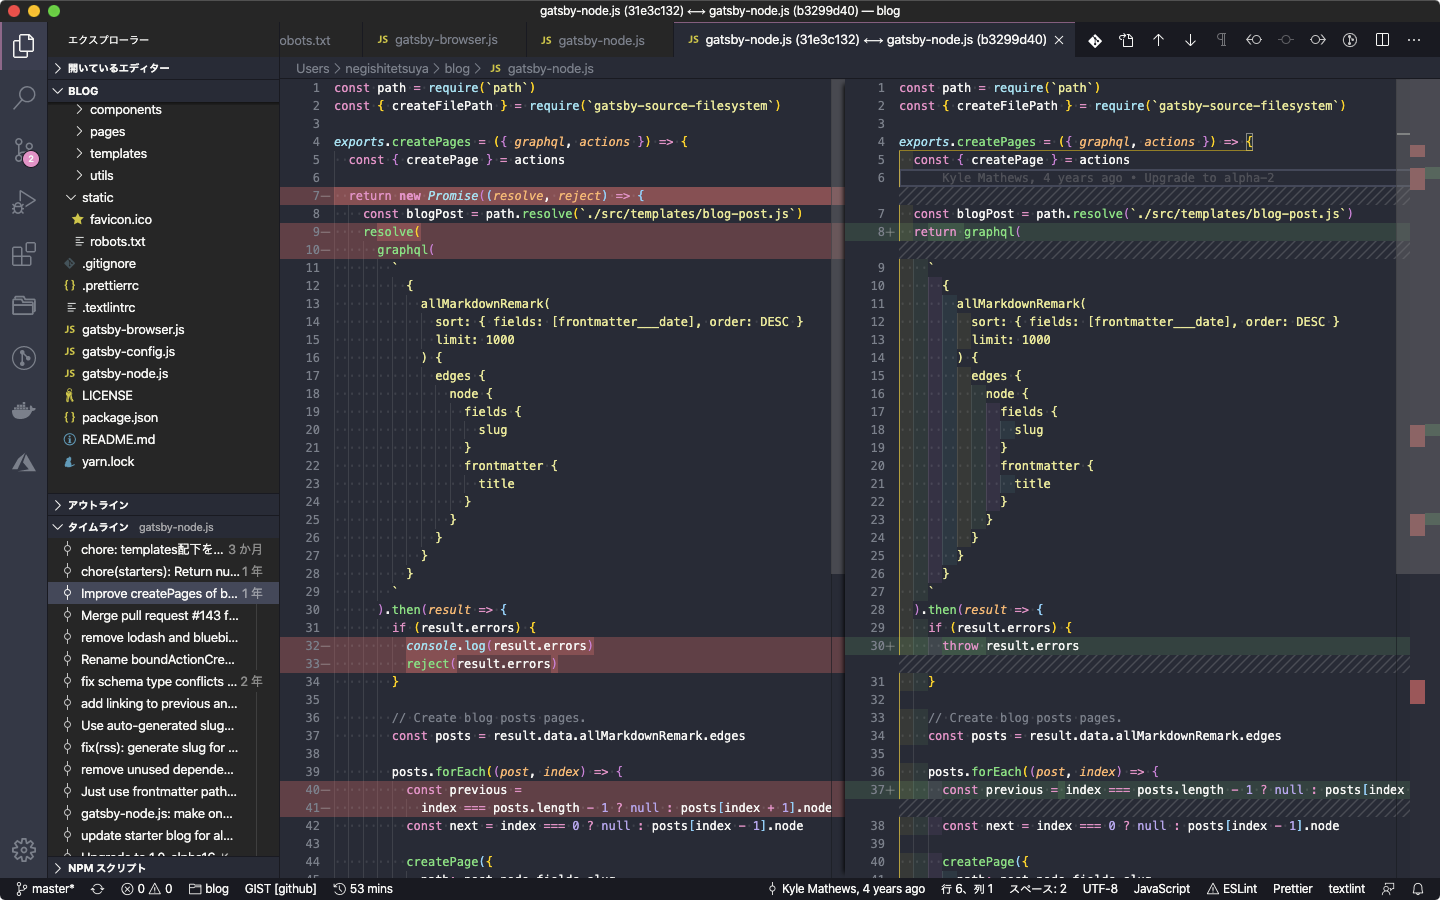 gatsby-node.js (31e3c132) ⟷ gatsby-node.js (b3299d40) — blog
エクスプローラー
obots.txt
JS gatsby-browser.js
JS gatsby-node.js
JS gatsby-node.js (31e3c132) ⟷ gatsby-node.js (b3299d40)
開いているエディター
Users > negishitetsuya > blog > JS gatsby-node.js
BLOG
components
pages
templates
utils
static
favicon.ico
robots.txt
.gitignore
{} .prettierrc
.textlintrc
JS gatsby-browser.js
JS gatsby-config.js
JS gatsby-node.js
LICENSE
{} package.json
README.md
yarn.lock
2
アウトライン
タイムライン gatsby-node.js
chore: templates配下を... 3 か月
chore(starters): Return nu... 1 年
Improve createPages of b... 1 年
Merge pull request #143 f...
remove lodash and bluebi...
Rename boundActionCre...
fix schema type conflicts ... 2 年
add linking to previous an...
Use auto-generated slug...
fix(rss): generate slug for ...
remove unused depende...
Just use frontmatter path...
gatsby-node.js: make on...
update starter blog for al...
NPM スクリプト
1 const path = require(`path`)
2 const { createFilePath } = require(`gatsby-source-filesystem`)
3
4 exports.createPages = ({ graphql, actions }) => {
5 const { createPage } = actions
6
7— return new Promise((resolve, reject) => {
8 const blogPost = path.resolve(`./src/templates/blog-post.js`)
9— resolve(
10— graphql(
11 `
12 {
13 allMarkdownRemark(
14 sort: { fields: [frontmatter___date], order: DESC }
15 limit: 1000
16 ) {
17 edges {
18 node {
19 fields {
20 slug
21 }
22 frontmatter {
23 title
24 }
25 }
26 }
27 }
28 }
29 `
30 ).then(result => {
31 if (result.errors) {
32— console.log(result.errors)
33— reject(result.errors)
34 }
35
36 // Create blog posts pages.
37 const posts = result.data.allMarkdownRemark.edges
38
39 posts.forEach((post, index) => {
40— const previous =
41— index === posts.length - 1 ? null : posts[index + 1].node
42 const next = index === 0 ? null : posts[index - 1].node
43
44 createPage({
1 const path = require(`path`)
2 const { createFilePath } = require(`gatsby-source-filesystem`)
3
4 exports.createPages = ({ graphql, actions }) => {
5 const { createPage } = actions
6 Kyle Mathews, 4 years ago • Upgrade to alpha-2
7 const blogPost = path.resolve(`./src/templates/blog-post.js`)
8+ return graphql(
9 `
10 {
11 allMarkdownRemark(
12 sort: { fields: [frontmatter___date], order: DESC }
13 limit: 1000
14 ) {
15 edges {
16 node {
17 fields {
18 slug
19 }
20 frontmatter {
21 title
22 }
23 }
24 }
25 }
26 }
27 `
28 ).then(result => {
29 if (result.errors) {
30+ throw result.errors
31 }
32
33 // Create blog posts pages.
34 const posts = result.data.allMarkdownRemark.edges
35
36 posts.forEach((post, index) => {
37+ const previous = index === posts.length - 1 ? null : posts[index
38 const next = index === 0 ? null : posts[index - 1].node
39
40 createPage({
master* 0 0 blog GIST [github] 53 mins Kyle Mathews, 4 years ago 行 6、列 1 スペース: 2 UTF-8 JavaScript ESLint Prettier textlint